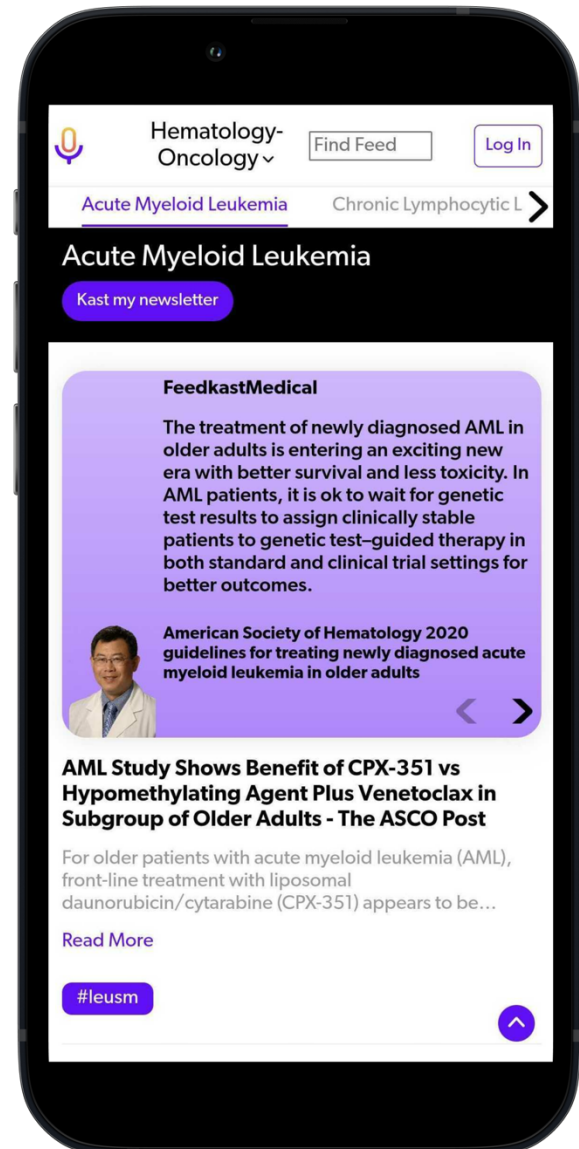 Hematology-
Oncology
Find Feed
Log In
Acute Myeloid Leukemia
Chronic Lymphocytic L
Acute Myeloid Leukemia
Kast my newsletter
FeedkastMedical
The treatment of newly diagnosed AML in
older adults is entering an exciting new
era with better survival and less toxicity. In
AML patients, it is ok to wait for genetic
test results to assign clinically stable
patients to genetic test–guided therapy in
both standard and clinical trial settings for
better outcomes.
American Society of Hematology 2020
guidelines for treating newly diagnosed acute
myeloid leukemia in older adults
AML Study Shows Benefit of CPX-351 vs
Hypomethylating Agent Plus Venetoclax in
Subgroup of Older Adults - The ASCO Post
For older patients with acute myeloid leukemia (AML),
front-line treatment with liposomal
daunorubicin/cytarabine (CPX-351) appears to be...
Read More
#leusm